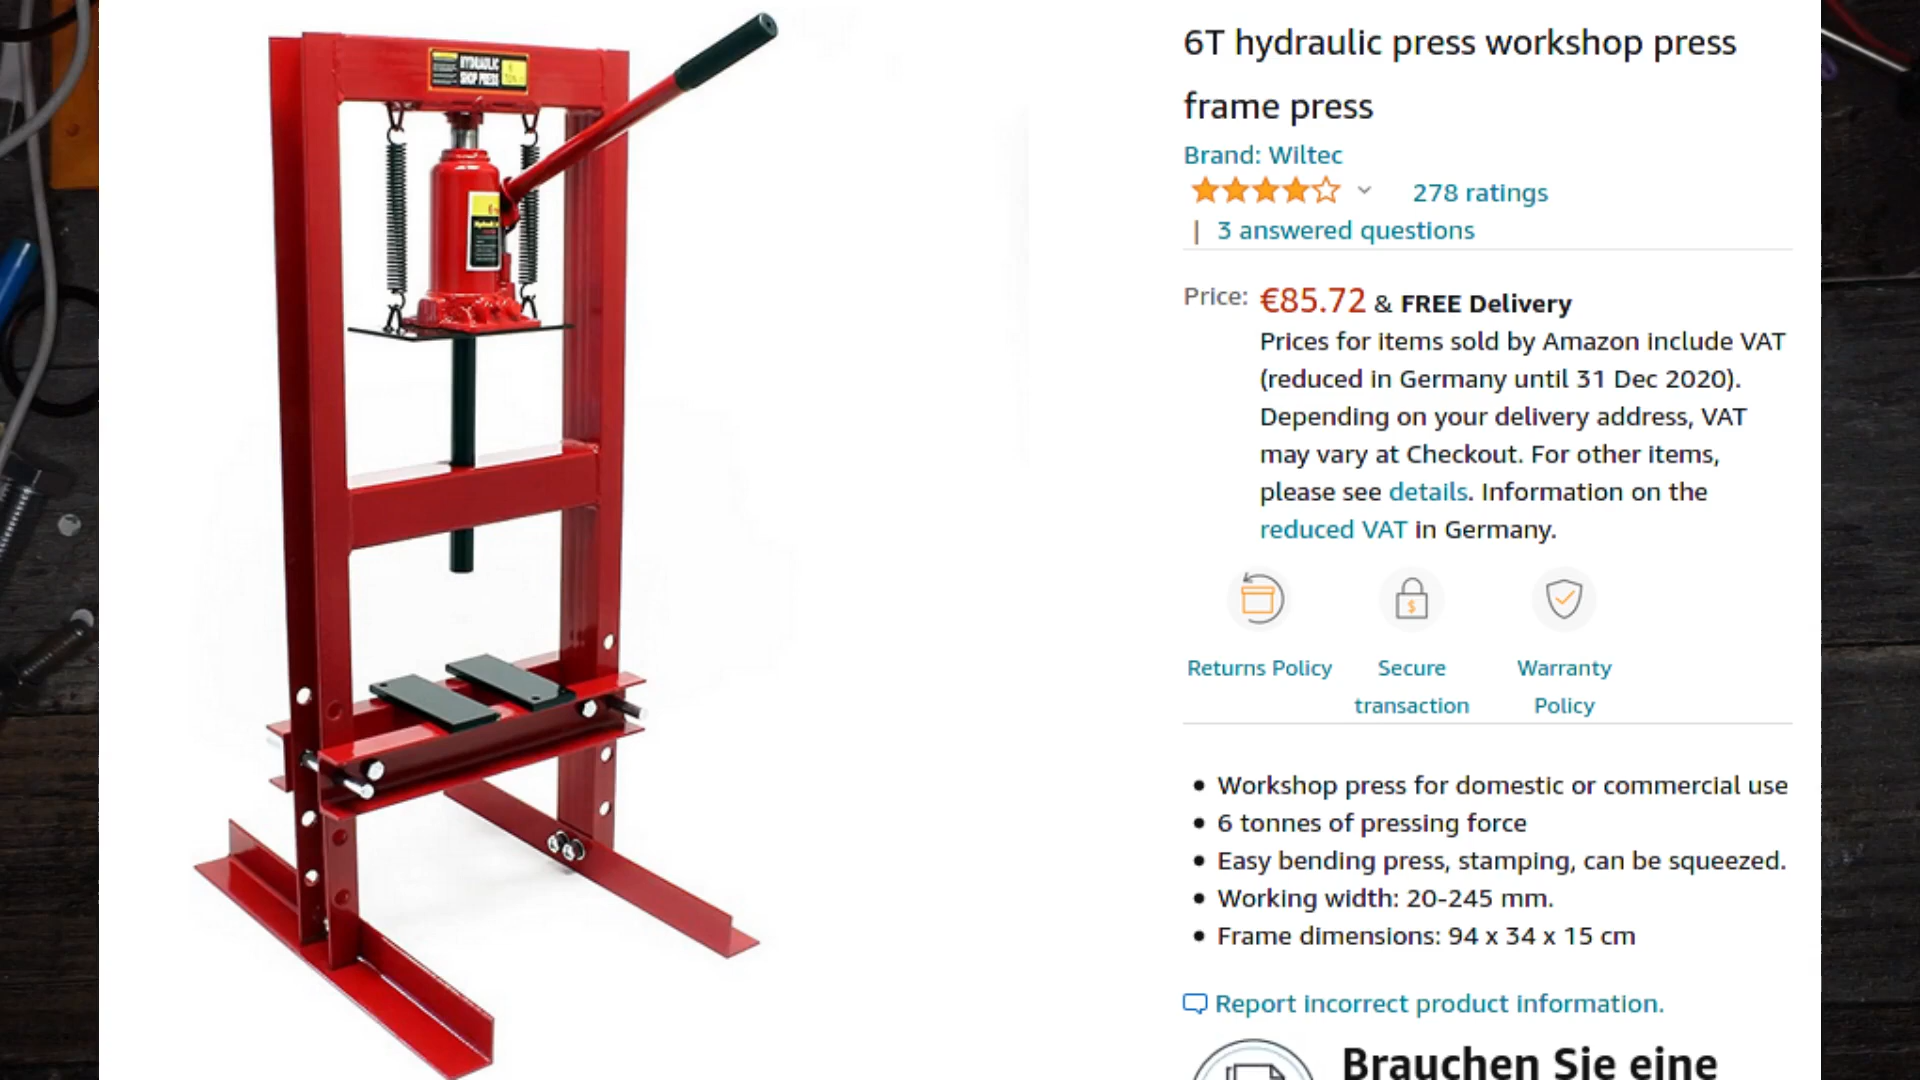 HYDRAULIC
SHOP PRESS
6T hydraulic press workshop press
frame press
Brand: Wiltec
278 ratings
| 3 answered questions
Price: €85.72 & FREE Delivery
Prices for items sold by Amazon include VAT
(reduced in Germany until 31 Dec 2020).
Depending on your delivery address, VAT
may vary at Checkout. For other items,
please see details. Information on the
reduced VAT in Germany.
Returns Policy
Secure
transaction
Warranty
Policy
• Workshop press for domestic or commercial use
• 6 tonnes of pressing force
• Easy bending press, stamping, can be squeezed.
• Working width: 20-245 mm.
• Frame dimensions: 94 x 34 x 15 cm
Report incorrect product information.
Brauchen Sie eine